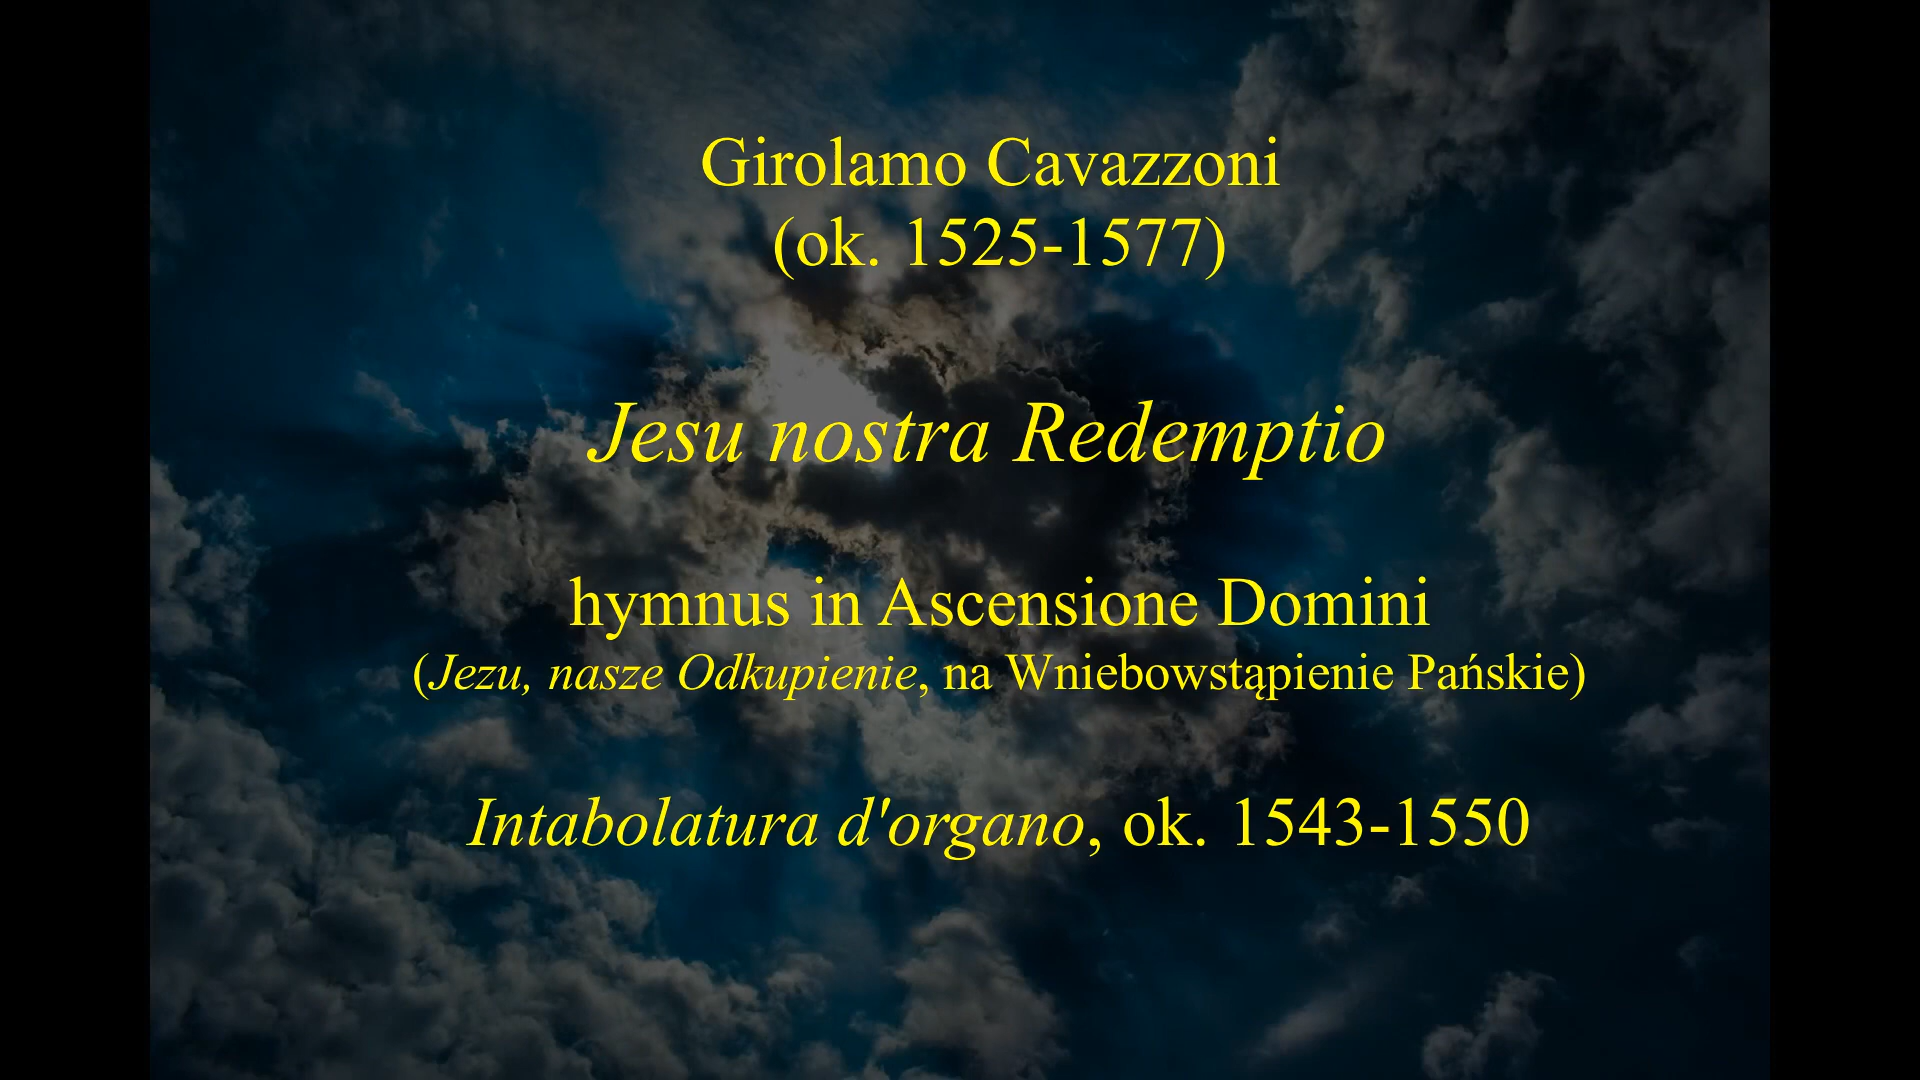 Girolamo Cavazzoni
(ok. 1525-1577)
Jesu nostra Redemptio
hymnus in Ascensione Domini
(Jezu, nasze Odkupienie, na Wniebowstąpienie Pańskie)
Intabolatura d'organo, ok. 1543-1550